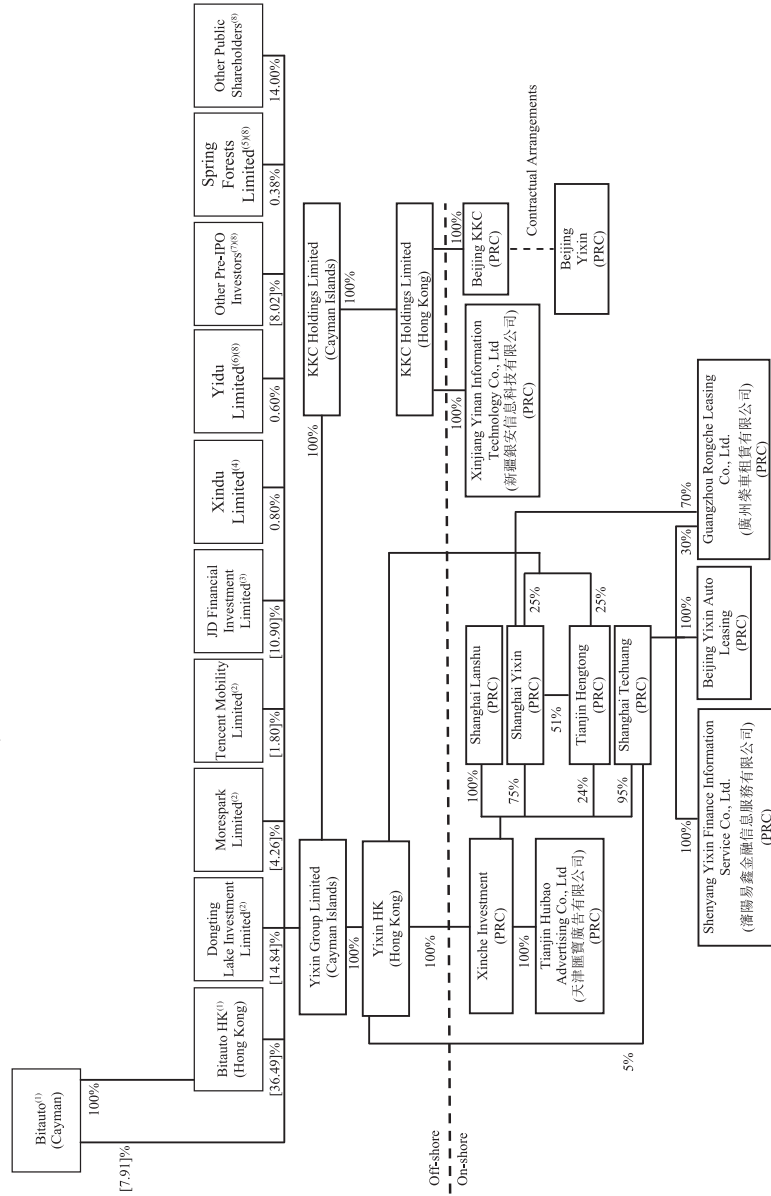 Bitauto(1)
(Cayman)
100%
[7.91]%
Bitauto HK(1)
(Hong Kong)
Dongting
Lake Investment
Limited(2)
Morespark
Limited(2)
Tencent Mobility
Limited(2)
JD Financial
Investment
Limited(3)
Xindu
Limited(4)
Yidu
Limited(6)(8)
Other Pre-IPO
Investors(7)(8)
Spring
Forests
Limited(5)(8)
Other Public
Shareholders(8)
[36.49]%
[14.84]%
[4.26]%
[1.80]%
[10.90]%
0.80%
0.60%
[8.02]%
0.38%
14.00%
Yixin Group Limited
(Cayman Islands)
100%
KKC Holdings Limited
(Cayman Islands)
100%
100%
Yixin HK
(Hong Kong)
KKC Holdings Limited
(Hong Kong)
100%
Off-shore
On-shore
100%
100%
Xinche Investment
(PRC)
100%
Tianjin Huibao
Advertising Co., Ltd
(天津匯寶廣告有限公司)
(PRC)
5%
100%
75%
24%
95%
Shanghai Lanshu
(PRC)
Shanghai Yixin
(PRC)
51%
Tianjin Hengtong
(PRC)
Shanghai Techuang
(PRC)
25%
25%
Xinjiang Yinan Information
Technology Co., Ltd
(新疆銀安信息科技有限公司)
(PRC)
Beijing KKC
(PRC)
Contractual Arrangements
Beijing
Yixin
(PRC)
100%
100%
30%
70%
Shenyang Yixin Finance Information
Service Co., Ltd.
(瀋陽易鑫金融信息服務有限公司)
(PRC)
Beijing Yixin Auto
Leasing
(PRC)
Guangzhou Rongche Leasing
Co., Ltd.
(廣州榮車租賃有限公司)
(PRC)